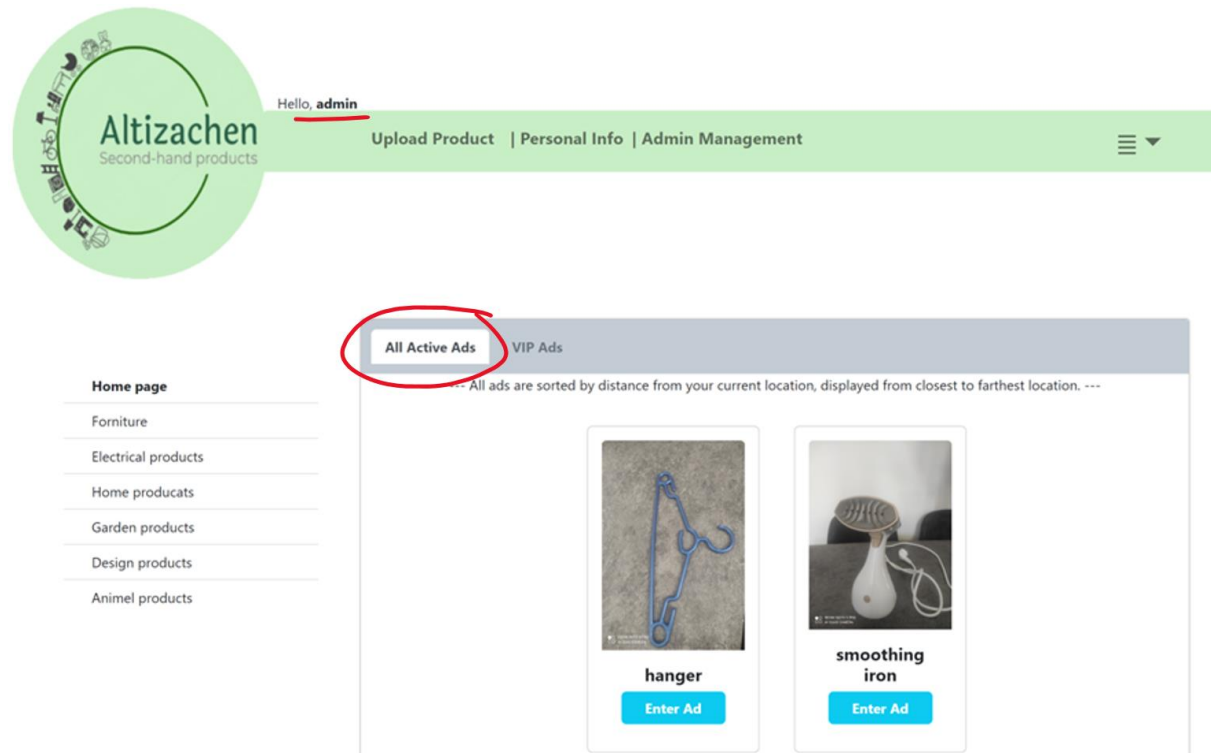 Hello, admin
Altizachen
Second-hand products
Upload Product | Personal Info | Admin Management
All Active Ads
VIP Ads
--- All ads are sorted by distance from your current location, displayed from closest to farthest location. ---
Home page
Forniture
Electrical products
Home producats
Garden products
Design products
Animel products
hanger
Enter Ad
smoothing
iron
Enter Ad